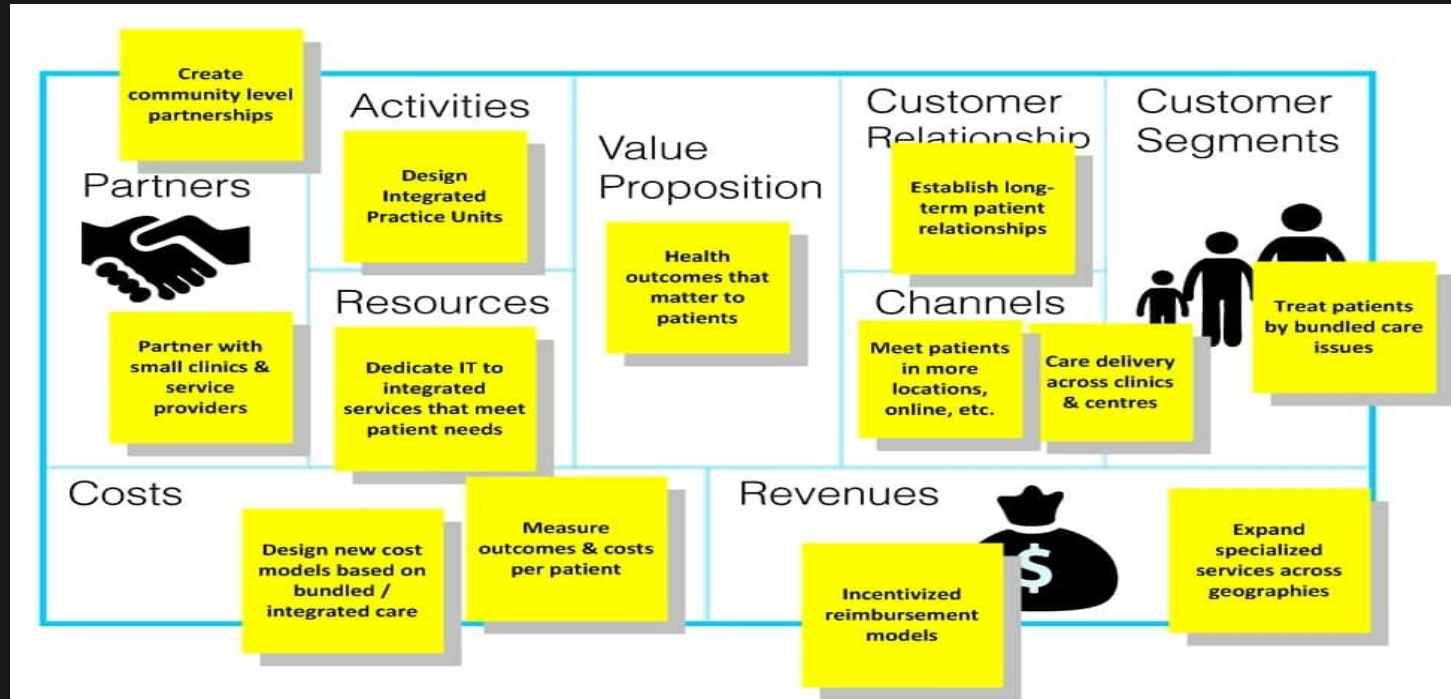 Create
community level
partnerships
Partners
Partner with
small clinics &
service
providers
Activities
Design
Integrated
Practice Units
Resources
Dedicate IT to
integrated
services that meet
patient needs
Value
Proposition
Health
outcomes that
matter to
patients
Customer
Relationship
Establish long-
term patient
relationships
Channels
Meet patients
in more
locations,
online, etc.
Care delivery
across clinics
& centres
Customer
Segments
Treat patients
by bundled care
issues
Costs
Design new cost
models based on
bundled /
integrated care
Measure
outcomes & costs
per patient
Revenues
$
Incentivized
reimbursement
models
Expand
specialized
services across
geographies